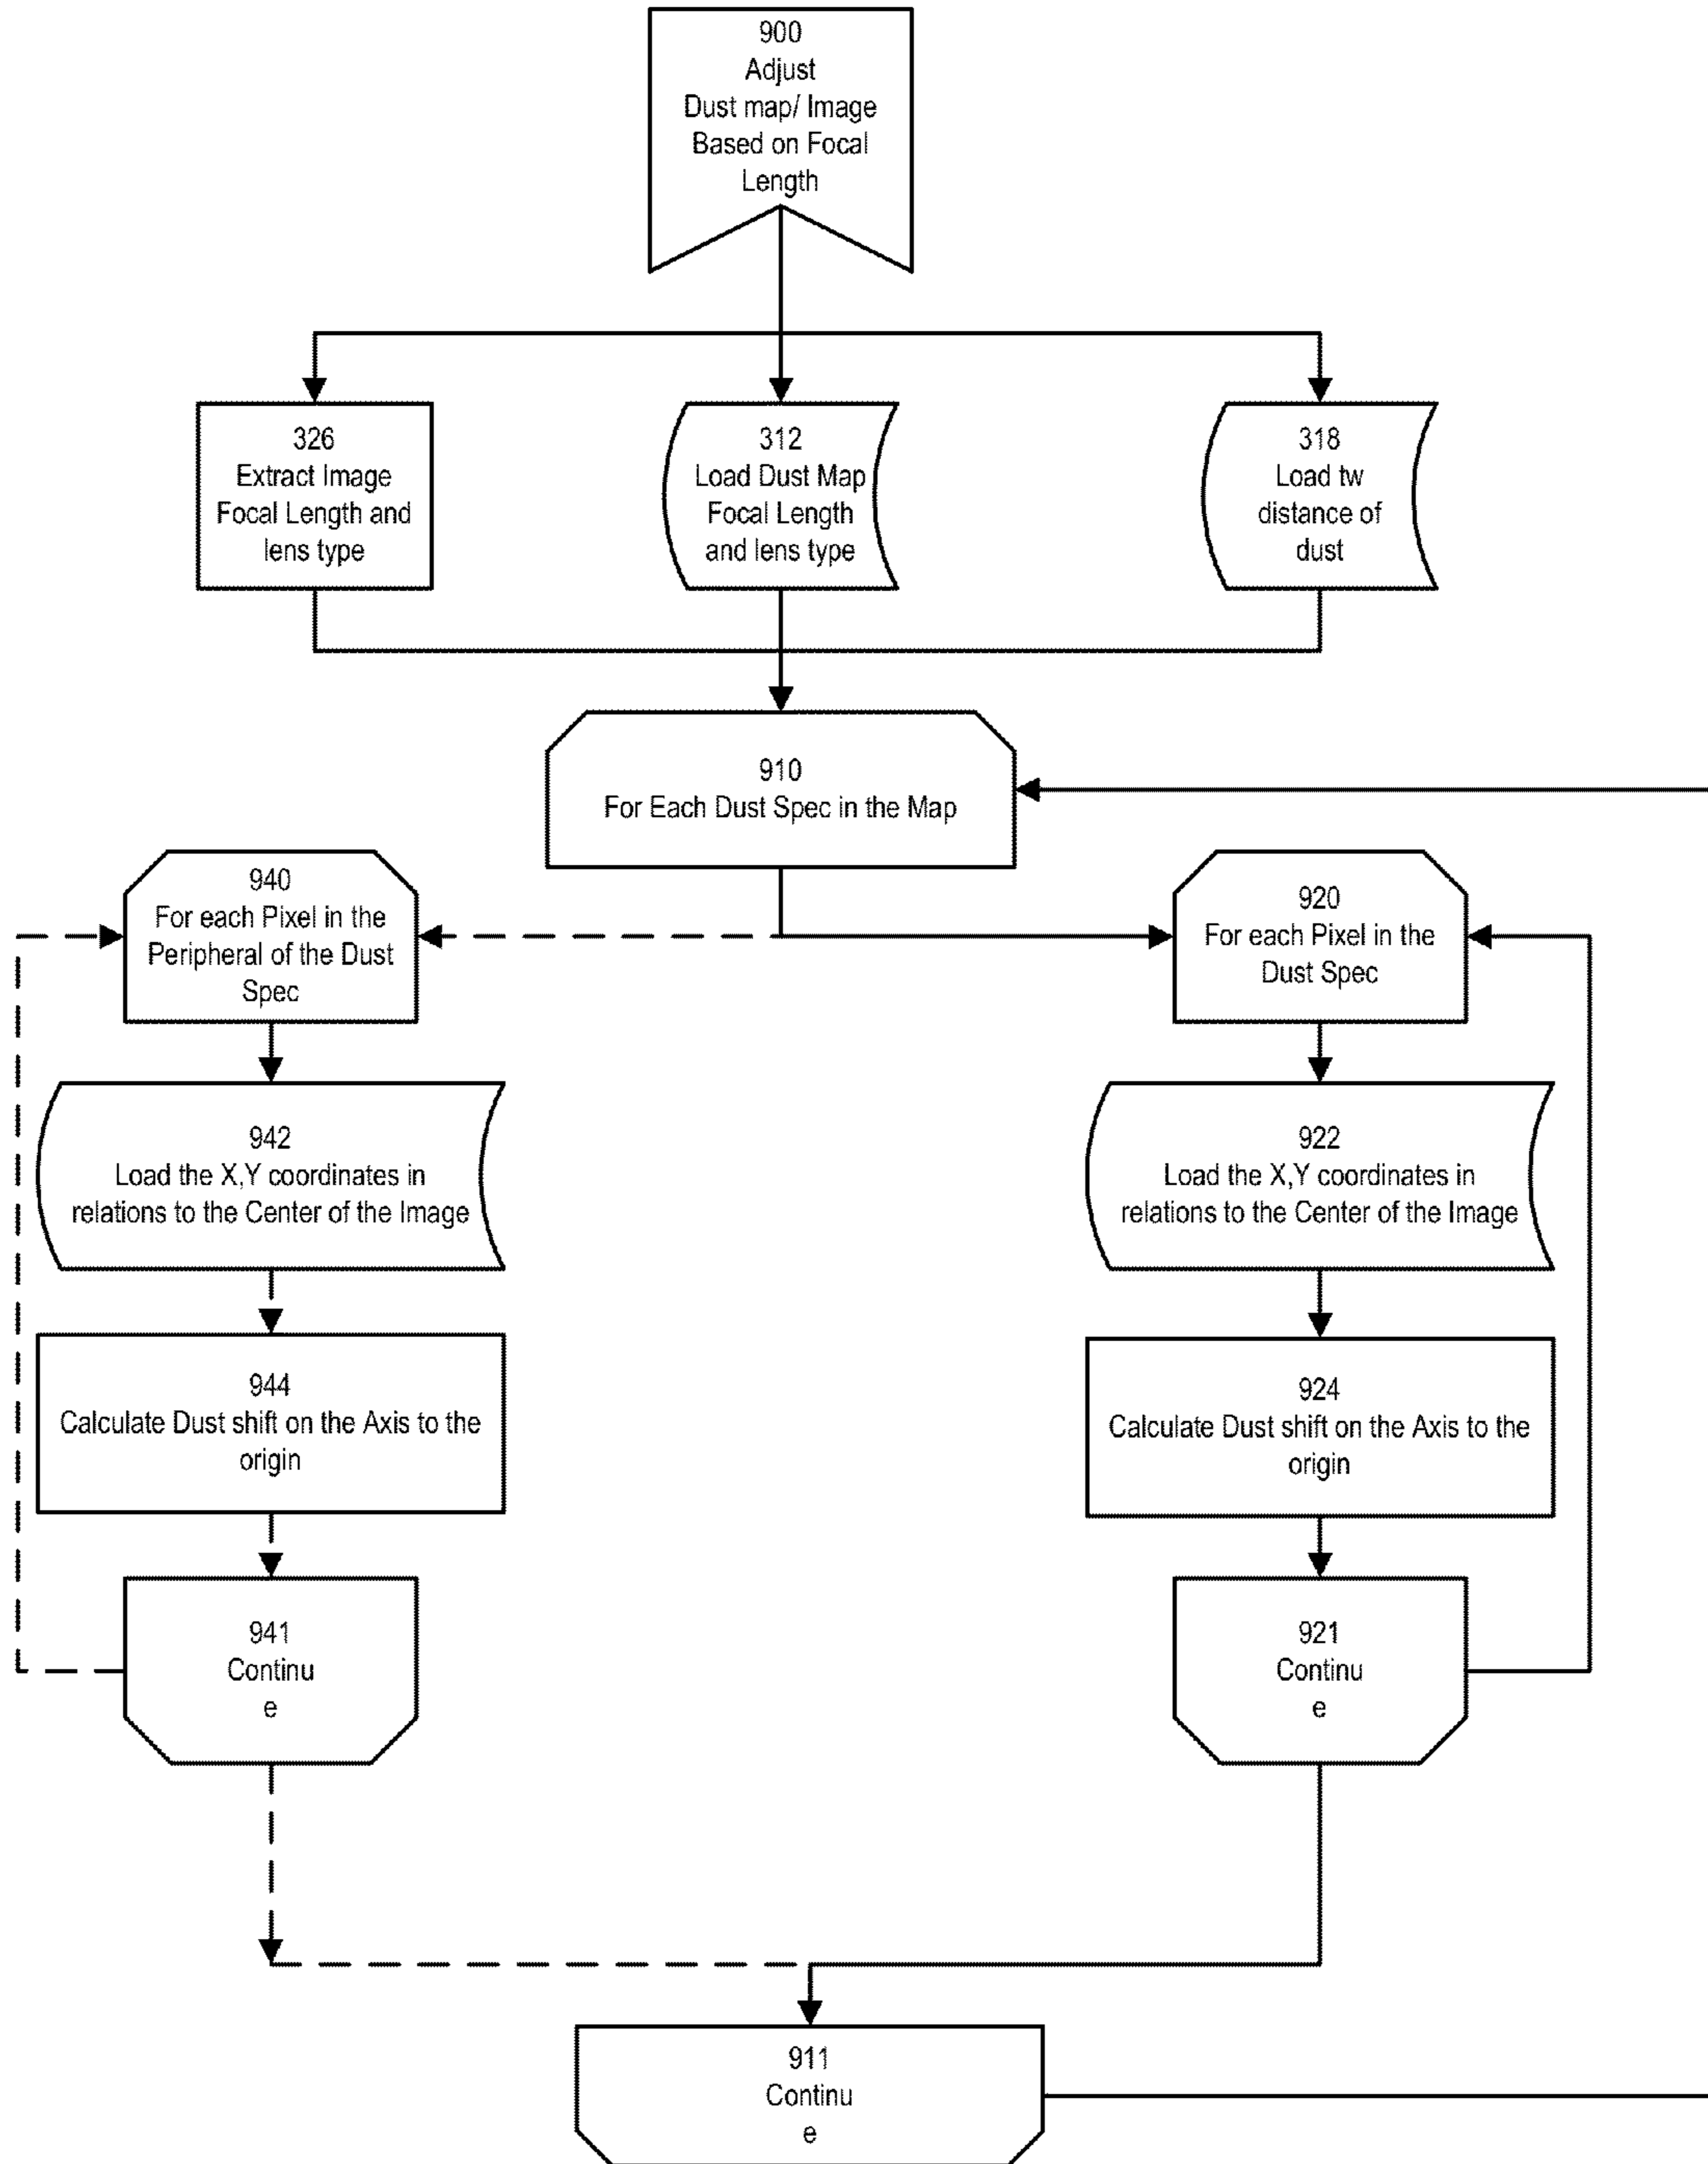 900
Adjust
Dust map/ Image
Based on Focal
Length
326
Extract Image
Focal Length and
lens type
312
Load Dust Map
Focal Length
and lens type
318
Load tw
distance of
dust
910
For Each Dust Spec in the Map
940
For each Pixel in the
Peripheral of the Dust
Spec
920
For each Pixel in the
Dust Spec
942
Load the X,Y coordinates in
relations to the Center of the Image
922
Load the X,Y coordinates in
relations to the Center of the Image
944
Calculate Dust shift on the Axis to the
origin
924
Calculate Dust shift on the Axis to the
origin
941
Continu
e
921
Continu
e
911
Continu
e